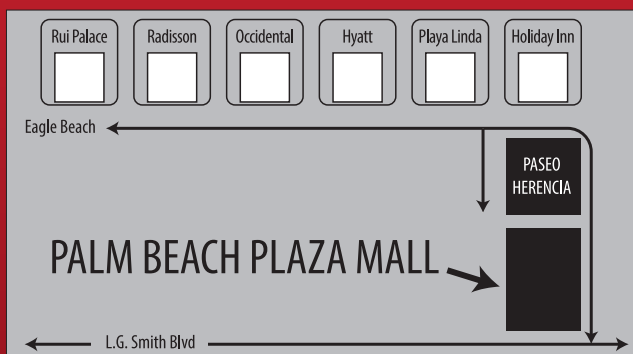 Rui Palace
Radisson
Occidental
Hyatt
Playa Linda
Holiday Inn
Eagle Beach
PASEO
HERENCIA
PALM BEACH PLAZA MALL
L.G. Smith Blvd